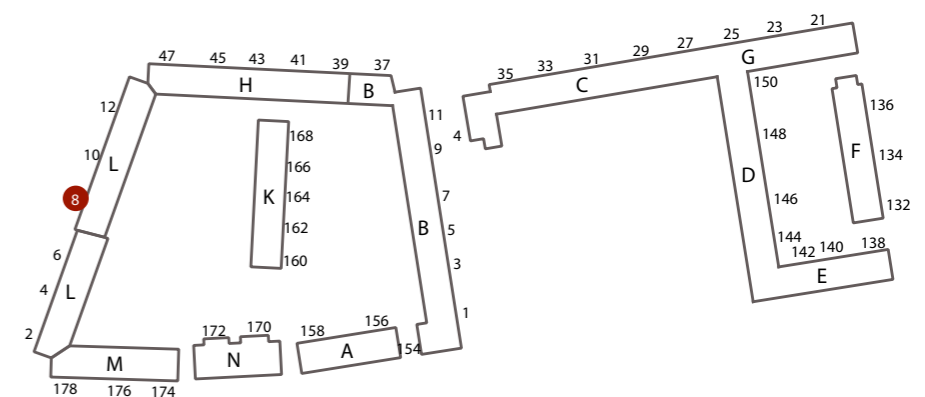 47 45 43 41 39 37
H B
12
10 L
8
6
4 L
2
M
178 176 174
168
166
K 164
162
160
11
9
7
B 5
3
1
172 170
N
158 156
A 154
35 33 31 29 27 25 23 21
C G
4
150
148
D
146
144
142 140 138
E
136
F 134
132